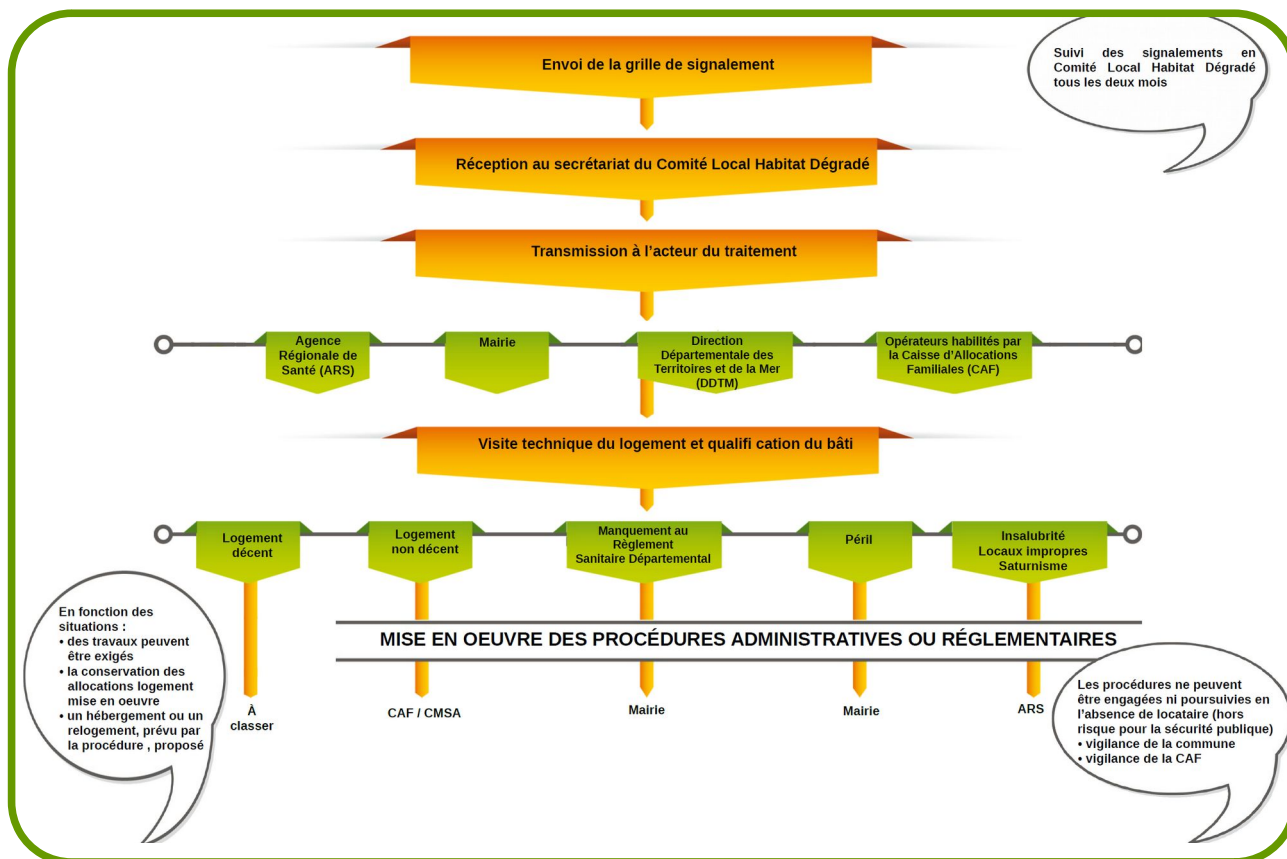 Envoi de la grille de signalement
Suivi des signalements en
Comité Local Habitat Dégradé
tous les deux mois
Réception au secrétariat du Comité Local Habitat Dégradé
Transmission à l'acteur du traitement
Agence
Régionale de
Santé (ARS)
Mairie
Direction
Départementale des
Territoires et de la Mer
(DDTM)
Opérateurs habilités par
la Caisse d'Allocations
Familiales (CAF)
Visite technique du logement et qualifi cation du bâti
Logement
décent
Logement
non décent
Manquement au
Règlement
Sanitaire Départemental
Péril
Insalubrité
Locaux impropres
Saturnisme
MISE EN OEUVRE DES PROCÉDURES ADMINISTRATIVES OU RÉGLEMENTAIRES
À
classer
CAF / CMSA
Mairie
Mairie
ARS
En fonction des
situations :
• des travaux peuvent
être exigés
• la conservation des
allocations logement
mise en oeuvre
• un hébergement ou un
relogement, prévu par
la procédure , proposé
Les procédures ne peuvent
être engagées ni poursuivies en
l'absence de locataire (hors
risque pour la sécurité publique)
• vigilance de la commune
• vigilance de la CAF